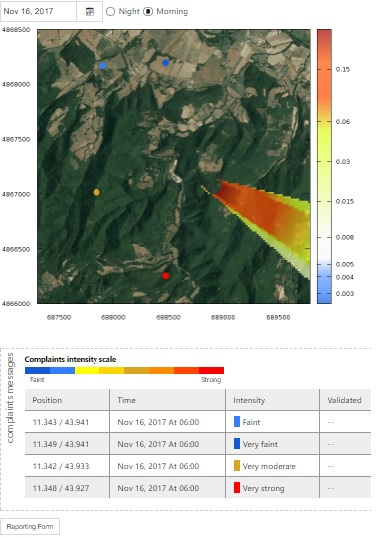 Nov 16, 2017 Night Morning
4868500
4868000
4867500
4867000
4866500
4866000
687500 688000 688500 689000 689500
0.15
0.06
0.03
0.015
0.008
0.005
0.004
0.003
complaints messages
Complaints intensity scale
Faint Strong
Position Time Intensity Validated
11.343 / 43.941 Nov 16, 2017 At 06:00 Faint --
11.349 / 43.941 Nov 16, 2017 At 06:00 Very faint --
11.342 / 43.933 Nov 16, 2017 At 06:00 Very moderate --
11.348 / 43.927 Nov 16, 2017 At 06:00 Very strong --
Reporting Form